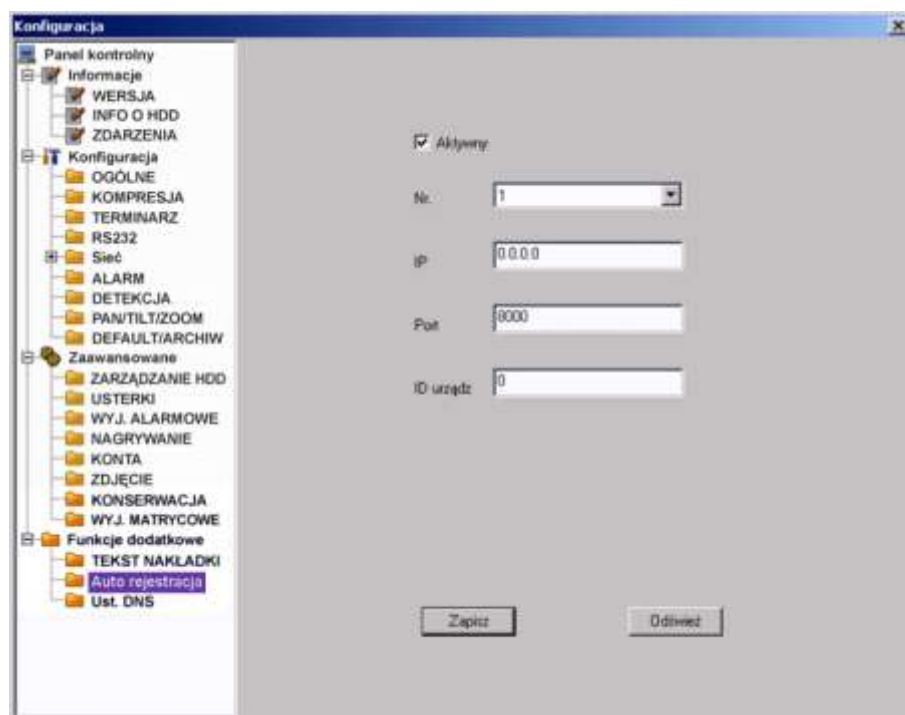 Konfiguracja
Panel kontrolny
Informacje
WERSJA
INFO O HDD
ZDARZENIA
Konfiguracja
OGÓLNE
KOMPRESJA
TERMINARZ
RS232
Sieć
ALARM
DETEKCJA
PAN/TILT/ZOOM
DEFAULT/ARCHIW
Zaawansowane
ZARZĄDZANIE HDD
USTERKI
WYJ. ALARMOWE
NAGRYWANIE
KONTA
ZDJĘCIE
KONSERWACJA
WYJ. MATRYCOWE
Funkcje dodatkowe
TEKST NAKŁADKI
Auto rejestracja
Ust. DNS
Aktywny
Nr. 1
IP 0.0.0.0
Port 8000
ID urządz 0
Zapisz Odśwież